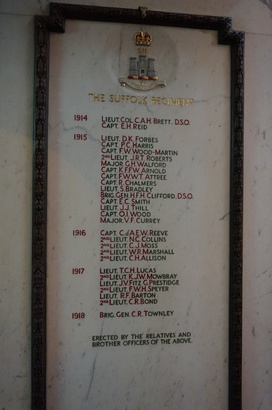 THE SUFFOLK REGIMENT
1914 LIEUT. COL. C.A.H. BRETT. D.S.O.
CAPT. E.H. REID
1915 LIEUT. D.K. FORBES
CAPT. P.C. HARRIS
CAPT. F.W. WOOD-MARTIN
2ND LIEUT. J.R.T. ROBERTS
MAJOR G.H. WALFORD
CAPT. K.F.F.W. ARNOLD
CAPT. F.W.W.T. ATTREE
CAPT. R. CHALMERS
LIEUT. S. BRADLEY
BRIG. GEN. H.F.H. CLIFFORD. D.S.O.
CAPT. E.C. SMITH
LIEUT. J.J. THILL
CAPT. O.I. WOOD
MAJOR. V.F. CURREY
1916 CAPT. C.J.A.E.W. REEVE
2ND LIEUT. N.C. COLLINS
2ND LIEUT. C.J. MOSS
2ND LIEUT. W.R. MARSHALL
2ND LIEUT. C.H. ALLISON
1917 LIEUT. T.C.H. LUCAS
2ND LIEUT. K.J.W. MOWBRAY
LIEUT. J.V. FITZ G. PRESTIDGE
2ND LIEUT. F.W.H. SPEYER
LIEUT. R.F. BARTON
2ND LIEUT. C.R. BOND
1918 BRIG. GEN. C.R. TOWNLEY
ERECTED BY THE RELATIVES AND
BROTHER OFFICERS OF THE ABOVE.